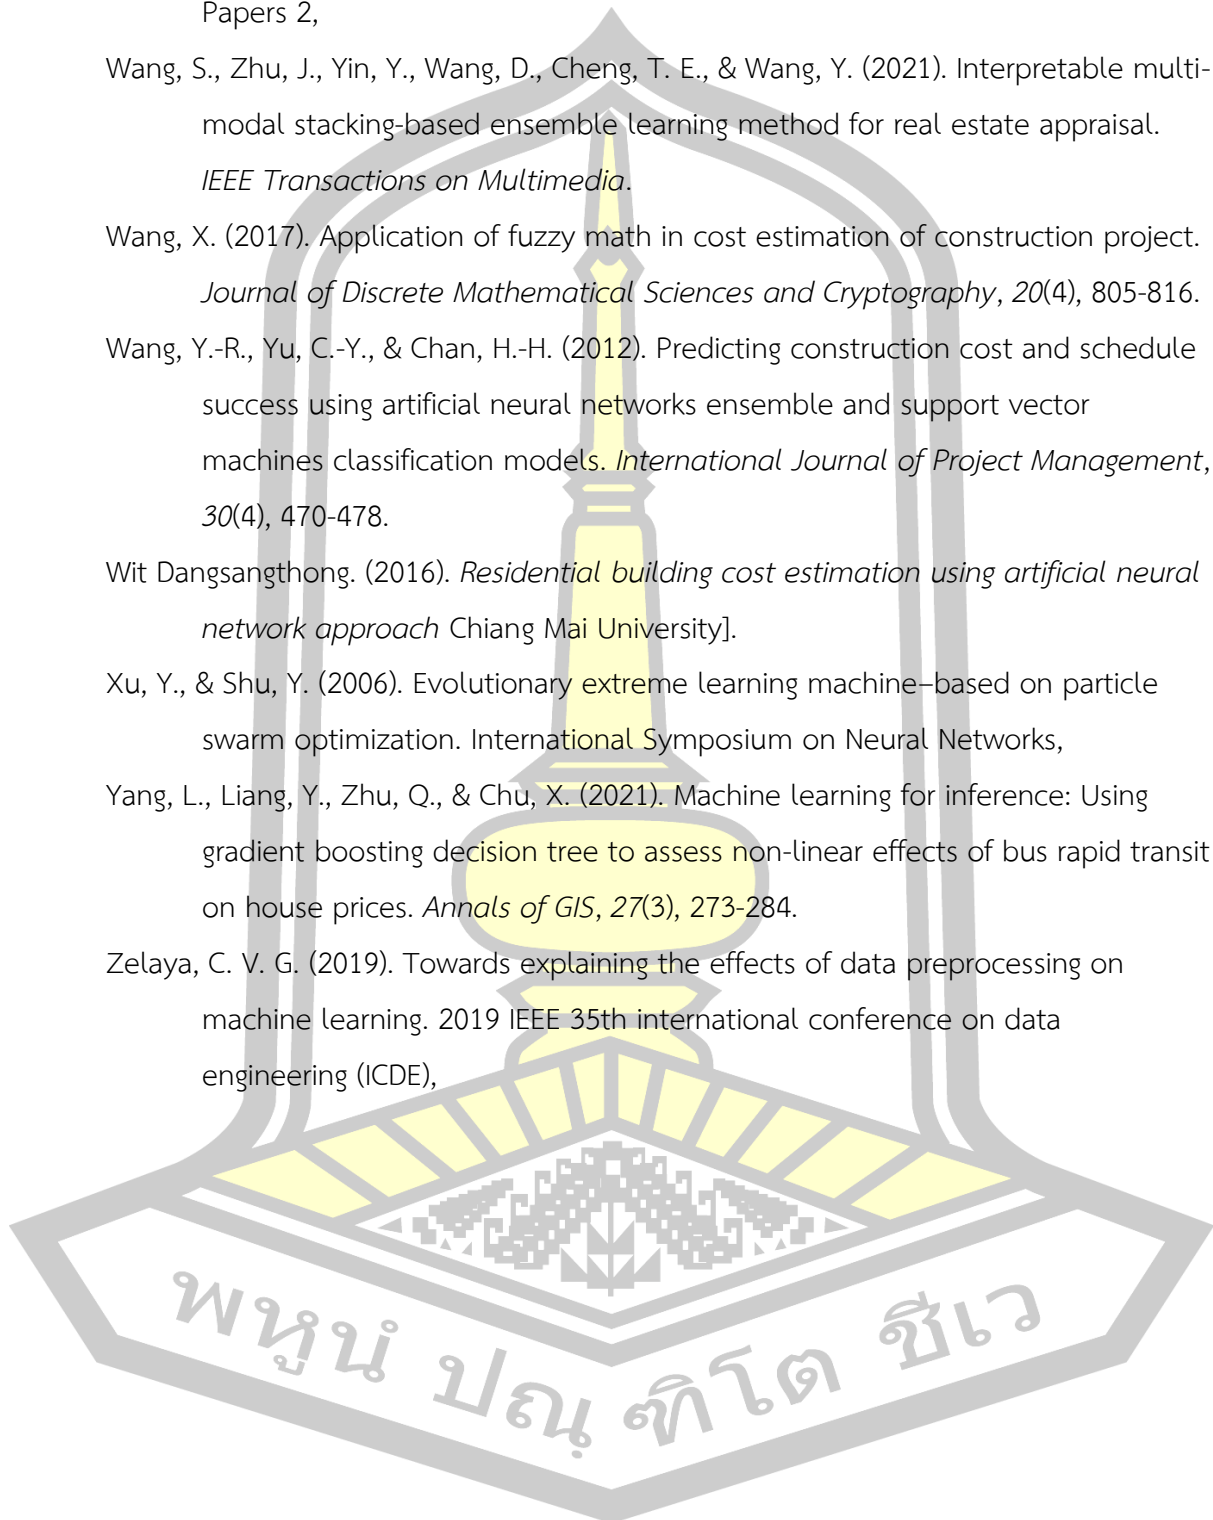 Papers 2,
Wang, S., Zhu, J., Yin, Y., Wang, D., Cheng, T. E., & Wang, Y. (2021). Interpretable multi-
modal stacking-based ensemble learning method for real estate appraisal.
IEEE Transactions on Multimedia.
Wang, X. (2017). Application of fuzzy math in cost estimation of construction project.
Journal of Discrete Mathematical Sciences and Cryptography, 20(4), 805-816.
Wang, Y.-R., Yu, C.-Y., & Chan, H.-H. (2012). Predicting construction cost and schedule
success using artificial neural networks ensemble and support vector
machines classification models. International Journal of Project Management,
30(4), 470-478.
Wit Dangsangthong. (2016). Residential building cost estimation using artificial neural
network approach Chiang Mai University].
Xu, Y., & Shu, Y. (2006). Evolutionary extreme learning machine–based on particle
swarm optimization. International Symposium on Neural Networks,
Yang, L., Liang, Y., Zhu, Q., & Chu, X. (2021). Machine learning for inference: Using
gradient boosting decision tree to assess non-linear effects of bus rapid transit
on house prices. Annals of GIS, 27(3), 273-284.
Zelaya, C. V. G. (2019). Towards explaining the effects of data preprocessing on
machine learning. 2019 IEEE 35th international conference on data
engineering (ICDE),
พหูนํ ปณฺ ฑิโต ชีเว